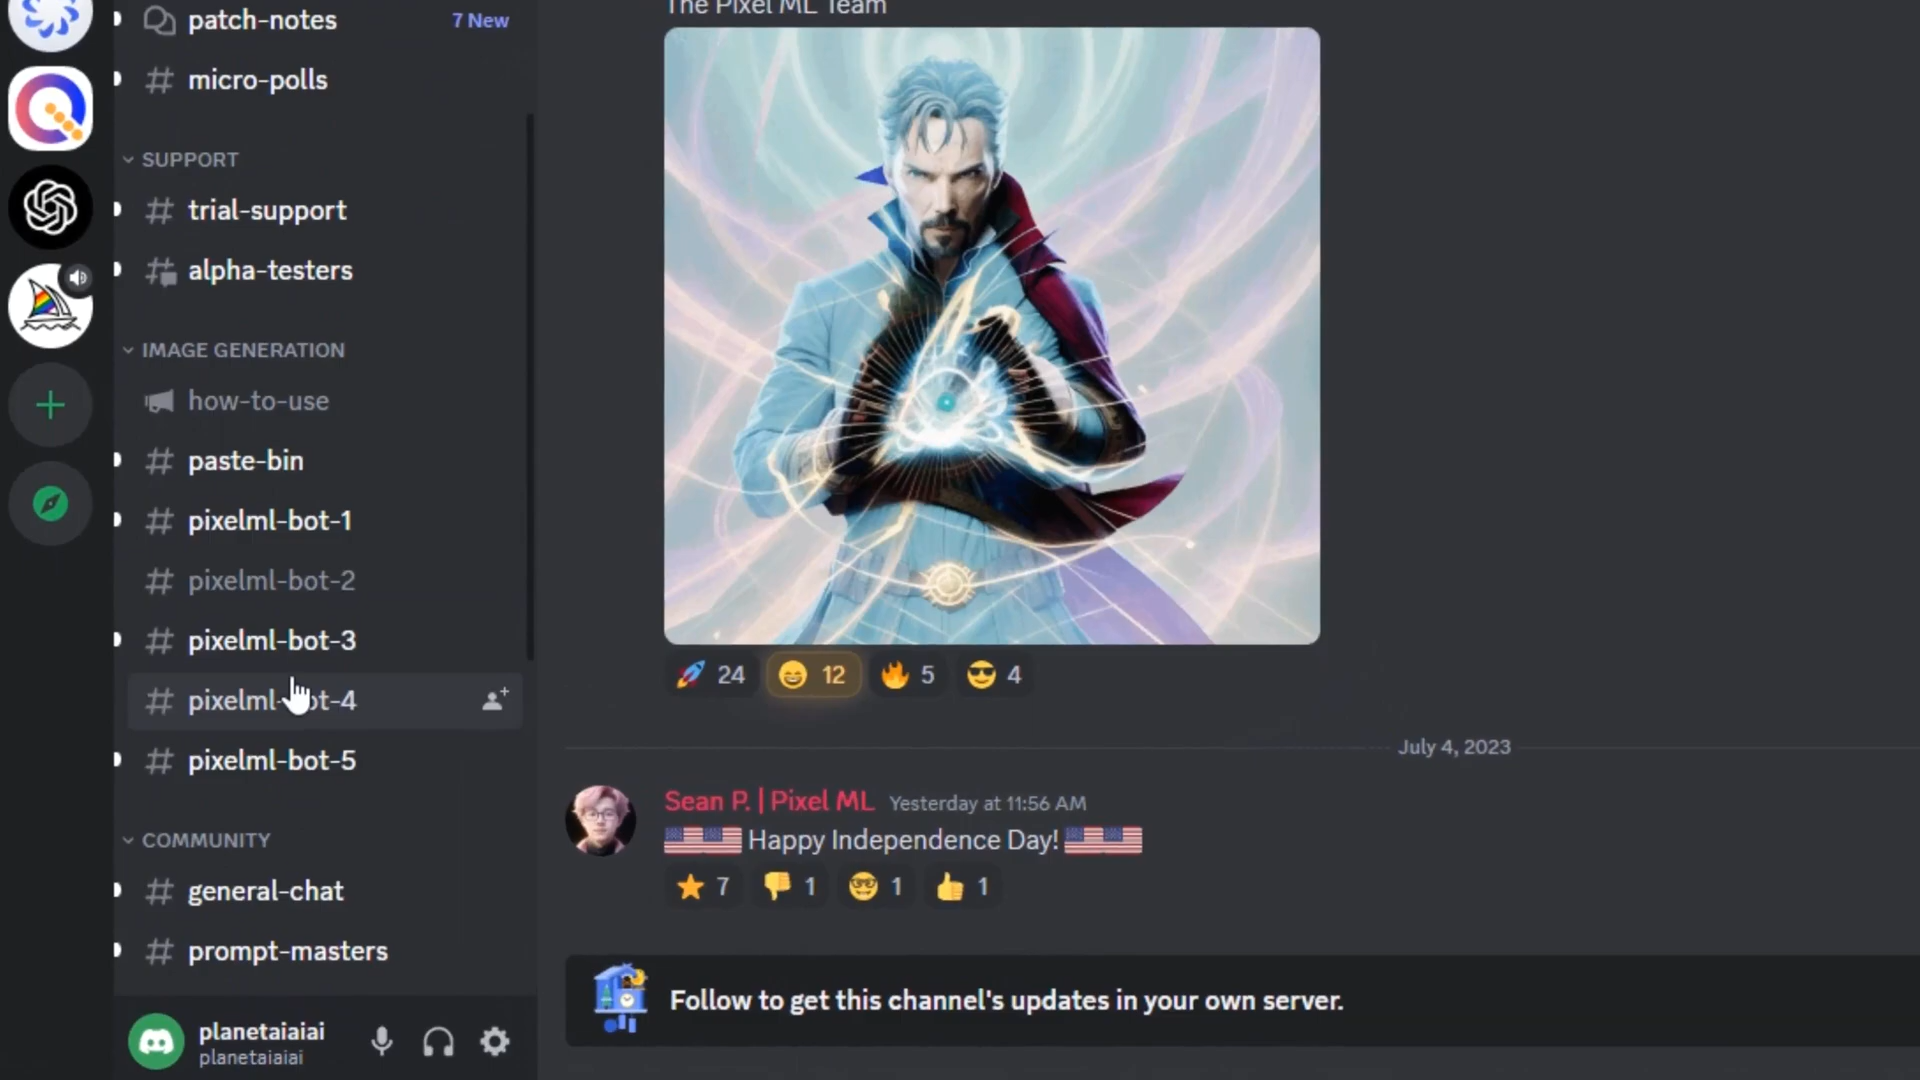 patch-notes 7 New
micro-polls
SUPPORT
trial-support
alpha-testers
IMAGE GENERATION
how-to-use
paste-bin
pixelml-bot-1
pixelml-bot-2
pixelml-bot-3
pixelml-bot-4
pixelml-bot-5
COMMUNITY
general-chat
prompt-masters
planetaiaiai
planetaiaiai
The Pixel ML Team
24 12 5 4
July 4, 2023
Sean P. | Pixel ML Yesterday at 11:56 AM
Happy Independence Day!
7 1 1 1
Follow to get this channel's updates in your own server.